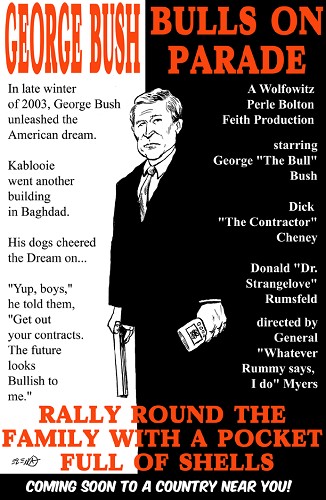 GEORGE BUSH
BULLS ON
PARADE
In late winter
of 2003, George Bush
unleashed the
American dream.
Kablooie
went another
building
in Baghdad.
His dogs cheered
the Dream on...
"Yup, boys,"
he told them,
"Get out
your contracts.
The future
looks
Bullish to
me."
A Wolfowitz
Perle Bolton
Feith Production
starring
George "The Bull"
Bush
Dick
"The Contractor"
Cheney
Donald "Dr.
Strangelove"
Rumsfeld
directed by
General
"Whatever
Rummy says,
I do" Myers
RALLY ROUND THE
FAMILY WITH A POCKET
FULL OF SHELLS
COMING SOON TO A COUNTRY NEAR YOU!